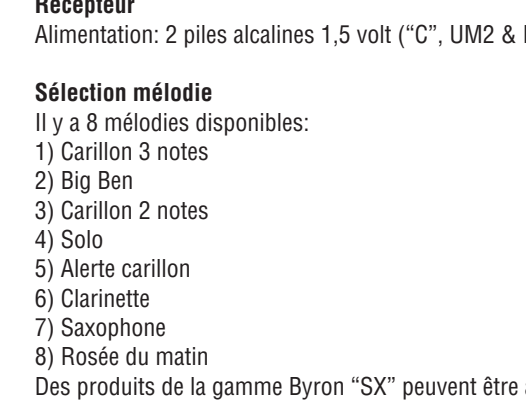 Récepteur
Alimentation: 2 piles alcalines 1,5 volt (“C”, UM2 &
Sélection mélodie
Il y a 8 mélodies disponibles:
1) Carillon 3 notes
2) Big Ben
3) Carillon 2 notes
4) Solo
5) Alerte carillon
6) Clarinette
7) Saxophone
8) Rosée du matin
Des produits de la gamme Byron “SX” peuvent être